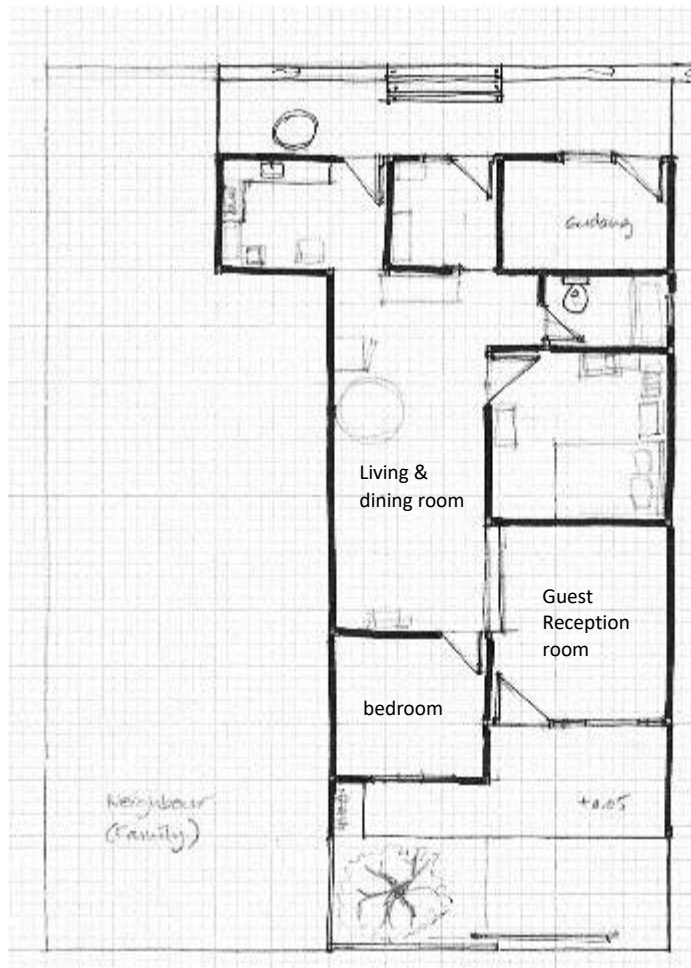 Gudang
Living &
dining room
Guest
Reception
room
bedroom
Neighbour
(Family)
+0.05